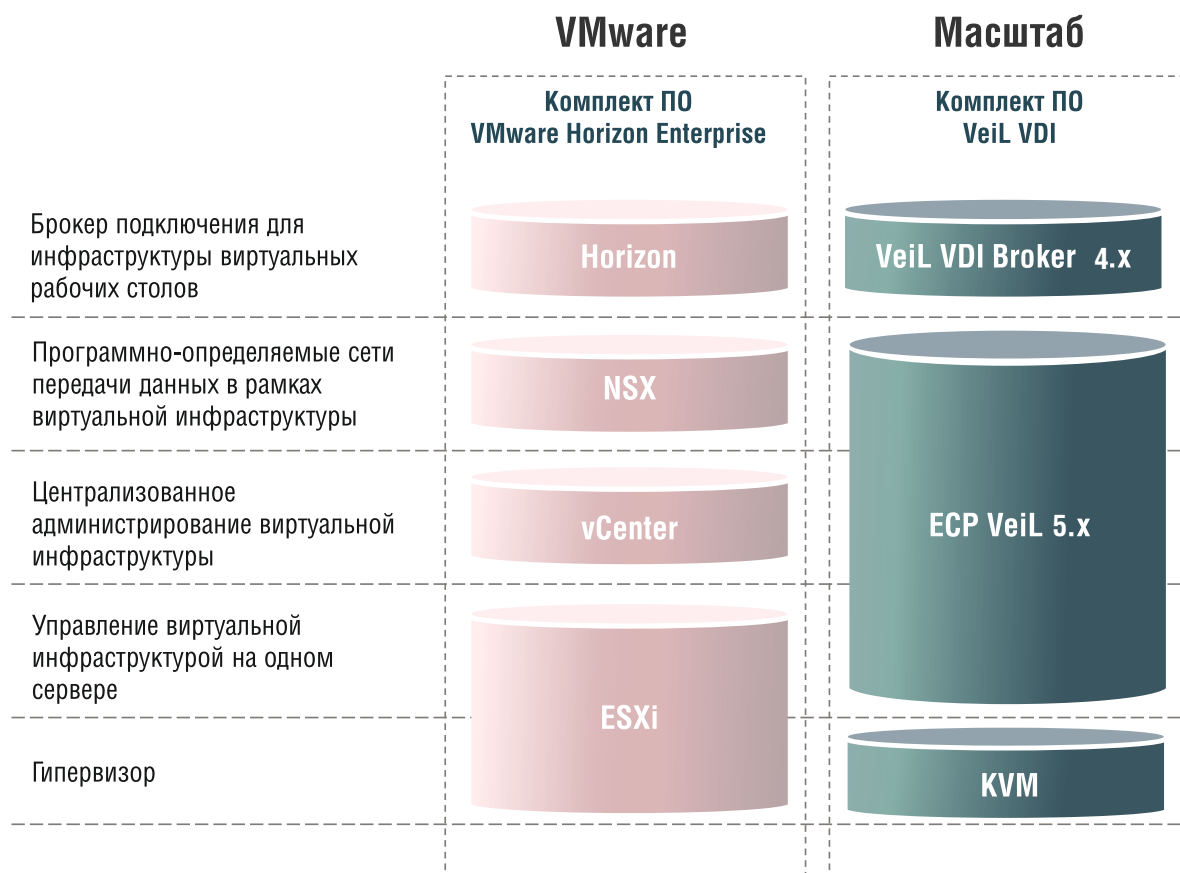 VMware
Масштаб
Комплект ПО
VMware Horizon Enterprise
Комплект ПО
VeiL VDI
Брокер подключения для
инфраструктуры виртуальных
рабочих столов
Horizon
VeiL VDI Broker 4.x
Программно-определяемые сети
передачи данных в рамках
виртуальной инфраструктуры
NSX
Централизованное
администрирование виртуальной
инфраструктуры
vCenter
ECP VeiL 5.x
Управление виртуальной
инфраструктурой на одном
сервере
ESXi
Гипервизор
KVM